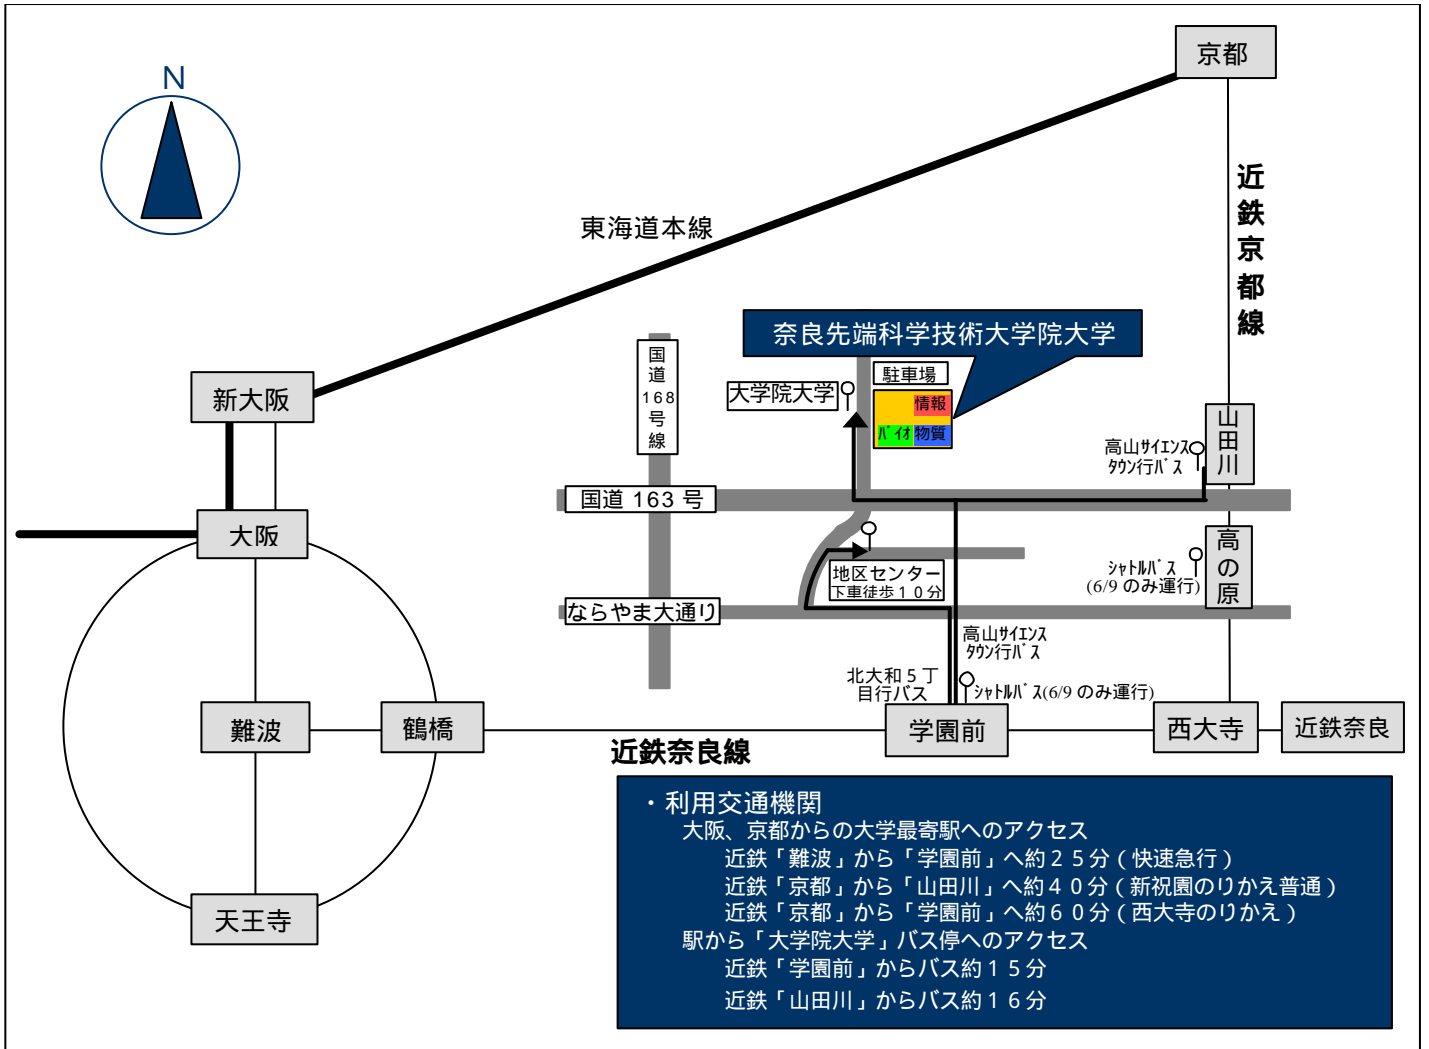 京都
N
近鉄京都線
東海道本線
奈良先端科学技術大学院大学
国道168号線
駐車場
新大阪
大学院大学
情報
バイオ 物質
山田川
高山サイエンス
タウン行バス
国道 163 号
大阪
高の原
シャトルバス
(6/9 のみ運行)
地区センター
下車徒歩10分
ならやま大通り
高山サイエンス
タウン行バス
北大和5丁
目行バス
シャトルバス(6/9 のみ運行)
難波
鶴橋
学園前
西大寺
近鉄奈良
近鉄奈良線
・利用交通機関
大阪、京都からの大学最寄駅へのアクセス
近鉄「難波」から「学園前」へ約25分(快速急行)
近鉄「京都」から「山田川」へ約40分(新祝園のりかえ普通)
近鉄「京都」から「学園前」へ約60分(西大寺のりかえ)
駅から「大学院大学」バス停へのアクセス
近鉄「学園前」からバス約15分
近鉄「山田川」からバス約16分
天王寺